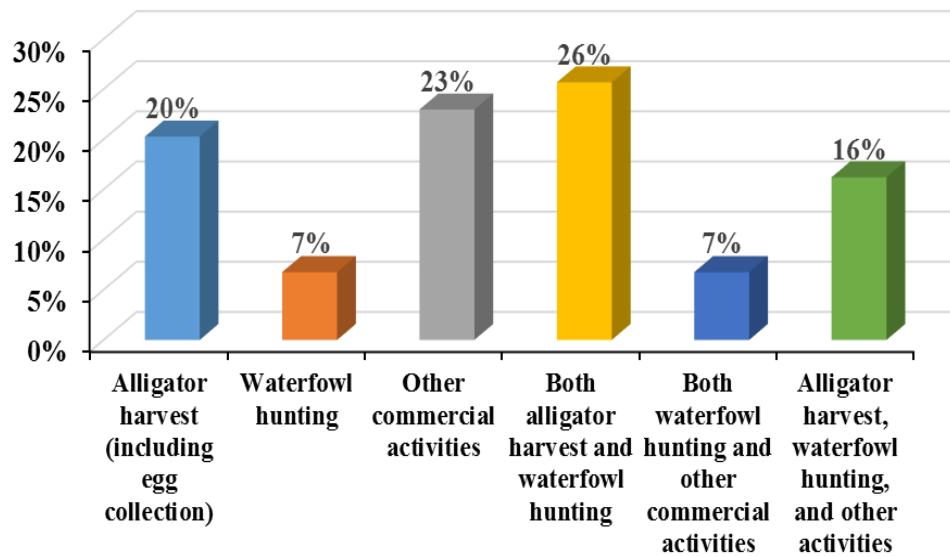 30%
25%
20%
15%
10%
5%
0%
20%
7%
23%
26%
7%
16%
Alligator
harvest
(including
egg
collection)
Waterfowl
hunting
Other
commercial
activities
Both
alligator
harvest and
waterfowl
hunting
Both
waterfowl
hunting and
other
commercial
activities
Alligator
harvest,
waterfowl
hunting,
and other
activities